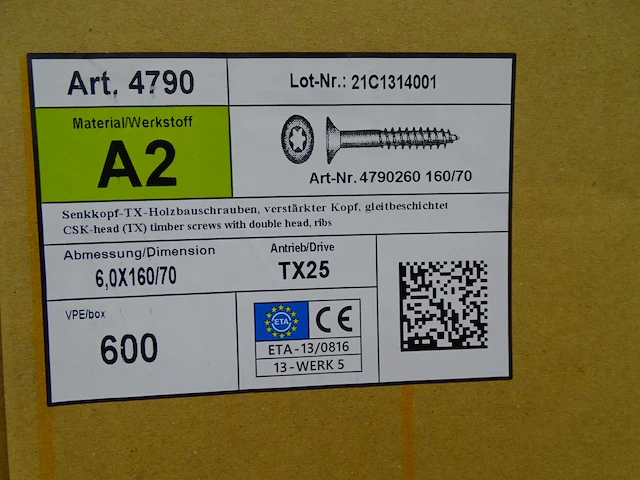 Art. 4790
Lot-Nr.: 21C1314001
Material/Werkstoff
A2
Art-Nr. 4790260 160/70
Senkkopf-TX-Holzbauschrauben, verstärkter Kopf, gleitbeschichtet
CSK-head (TX) timber screws with double head, ribs
Abmessung/Dimension
6,0X160/70
Antrieb/Drive
TX25
VPE/box
600
ETA CE
ETA-13/0816
13-WERK 5